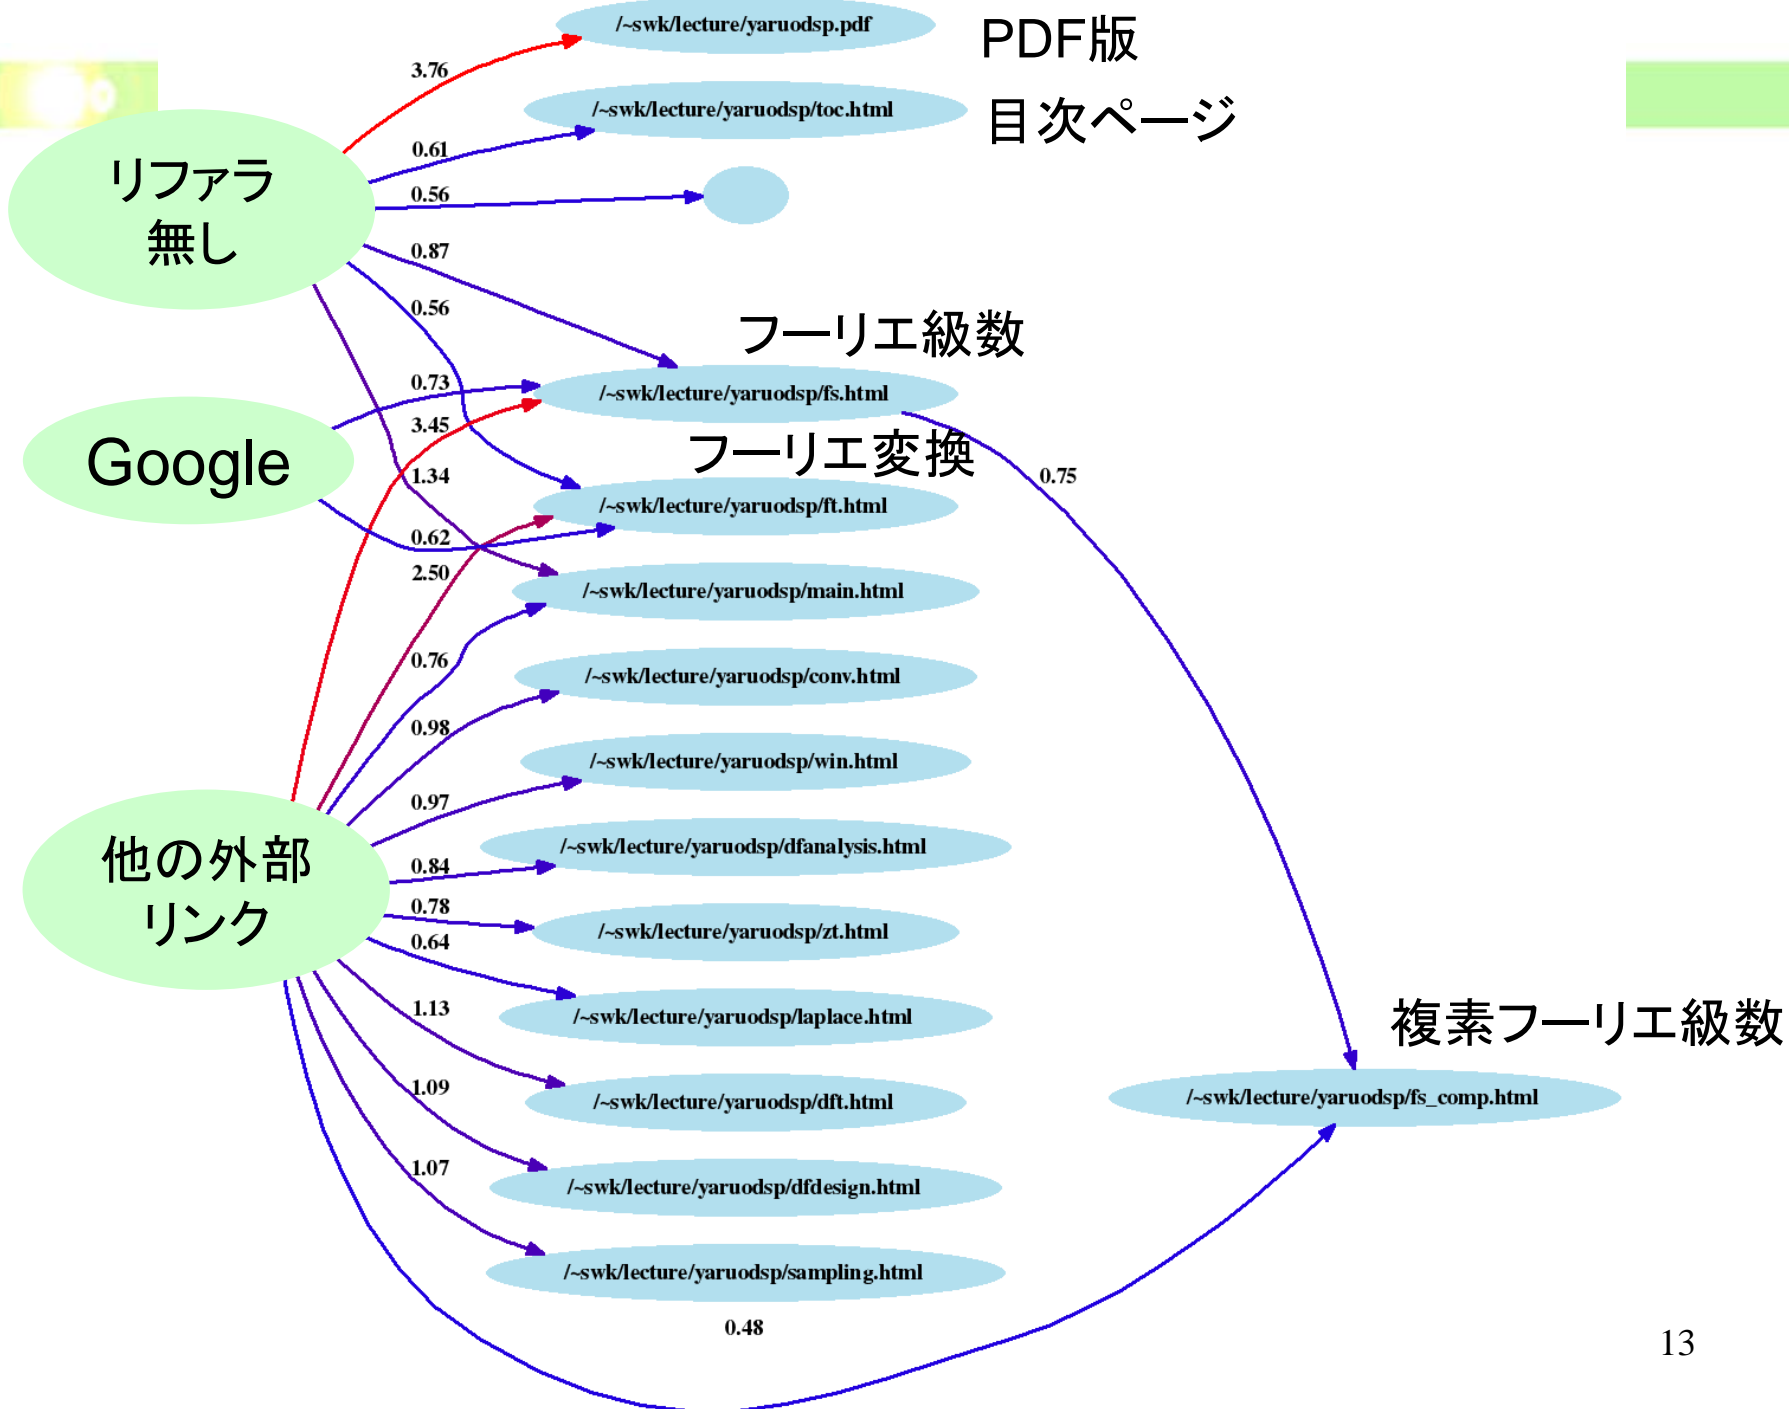 /~swk/lecture/yaruodsp.pdf
PDF版
3.76
/~swk/lecture/yaruodsp/toc.html
目次ページ
0.61
リファラ
無し
0.56
0.87
0.56
フーリエ級数
0.73
/~swk/lecture/yaruodsp/fs.html
3.45
Google
フーリエ変換
1.34
0.75
/~swk/lecture/yaruodsp/ft.html
0.62
2.50
/~swk/lecture/yaruodsp/main.html
0.76
/~swk/lecture/yaruodsp/conv.html
0.98
/~swk/lecture/yaruodsp/win.html
0.97
他の外部
リンク
/~swk/lecture/yaruodsp/dfanalysis.html
0.84
0.78
/~swk/lecture/yaruodsp/zt.html
0.64
1.13
/~swk/lecture/yaruodsp/laplace.html
複素フーリエ級数
1.09
/~swk/lecture/yaruodsp/dft.html
/~swk/lecture/yaruodsp/fs_comp.html
1.07
/~swk/lecture/yaruodsp/dfdesign.html
/~swk/lecture/yaruodsp/sampling.html
0.48
13